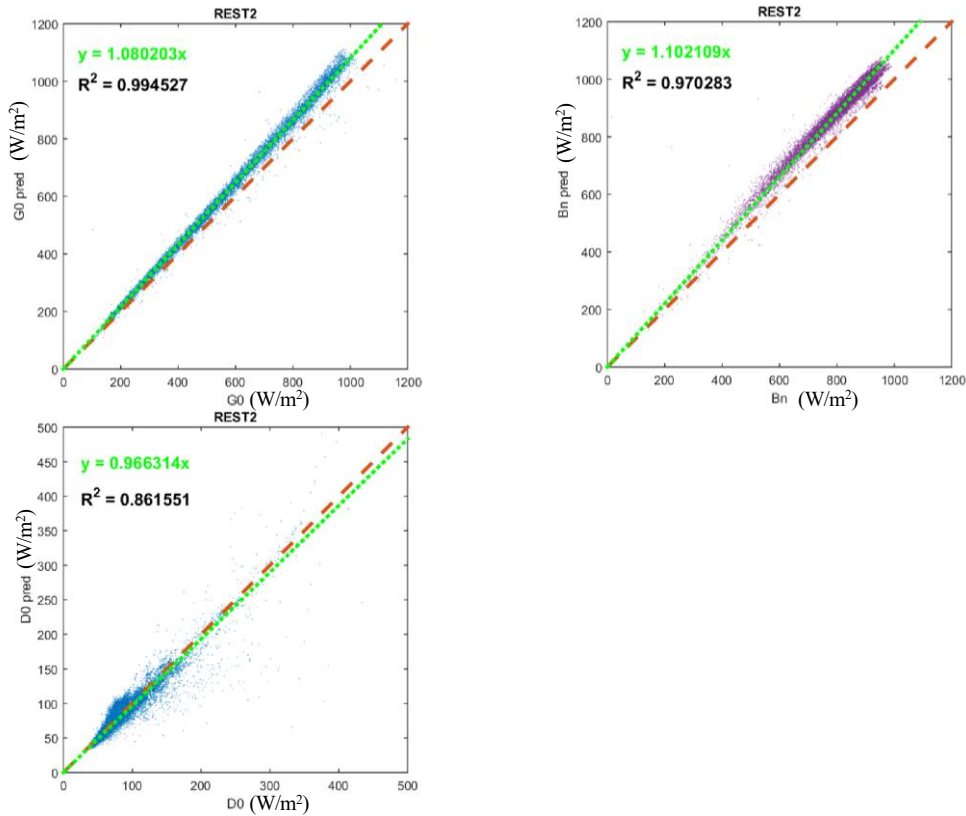 REST2
y = 1.080203x
R² = 0.994527
G0 pred (W/m²)
1200
1000
800
600
400
200
0
0 200 400 600 800 1000 1200
G0 (W/m²)
REST2
y = 1.102109x
R² = 0.970283
Bn pred (W/m²)
1200
1000
800
600
400
200
0
0 200 400 600 800 1000 1200
Bn (W/m²)
REST2
y = 0.966314x
R² = 0.861551
D0 pred (W/m²)
500
450
400
350
300
250
200
150
100
50
0
0 100 200 300 400 500
D0 (W/m²)